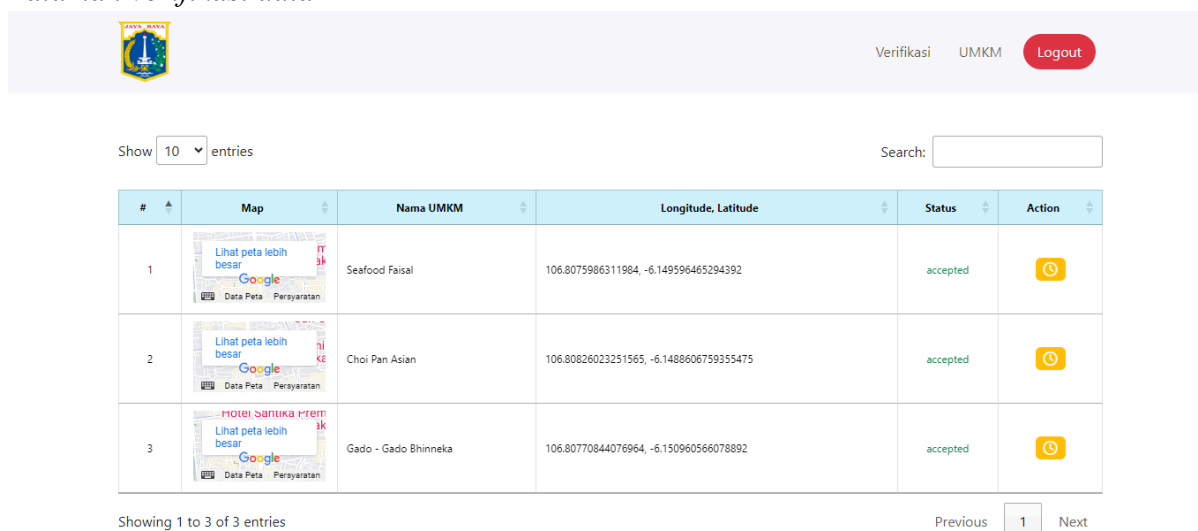 JAYA RAYA
Verifikasi UMKM Logout
Show 10 entries Search:
# Map Nama UMKM Longitude, Latitude Status Action
1 Seafood Faisal 106.8075986311984, -6.149596465294392 accepted
Lihat peta lebih
besar
Google
Data Peta Persyaratan
2 Choi Pan Asian 106.80826023251565, -6.1488606759355475 accepted
Lihat peta lebih
besar
Google
Data Peta Persyaratan
Hotel Santika Prem
3 Gado - Gado Bhinneka 106.80770844076964, -6.150960566078892 accepted
Lihat peta lebih
besar
Google
Data Peta Persyaratan
Showing 1 to 3 of 3 entries Previous 1 Next